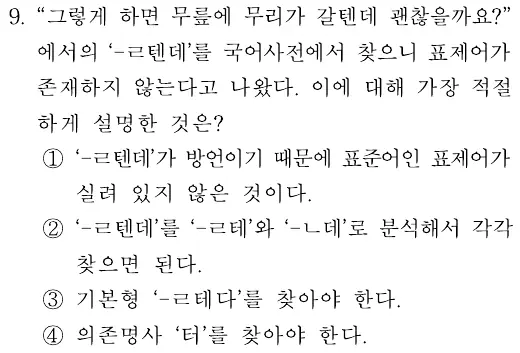 9. “그렇게 하면 무릎에 무리가 갈텐데 괜찮을까요?”
에서의 ‘-ㄹ텐데’를 국어사전에서 찾으니 표제어가
존재하지 않는다고 나왔다. 이에 대해 가장 적절
하게 설명한 것은?
① ‘-ㄹ텐데’가 방언이기 때문에 표준어인 표제어가
실려 있지 않은 것이다.
② ‘-ㄹ텐데’를 ‘-ㄹ테’와 ‘-ㄴ데’로 분석해서 각각
찾으면 된다.
③ 기본형 ‘-ㄹ테다’를 찾아야 한다.
④ 의존명사 ‘터’를 찾아야 한다.